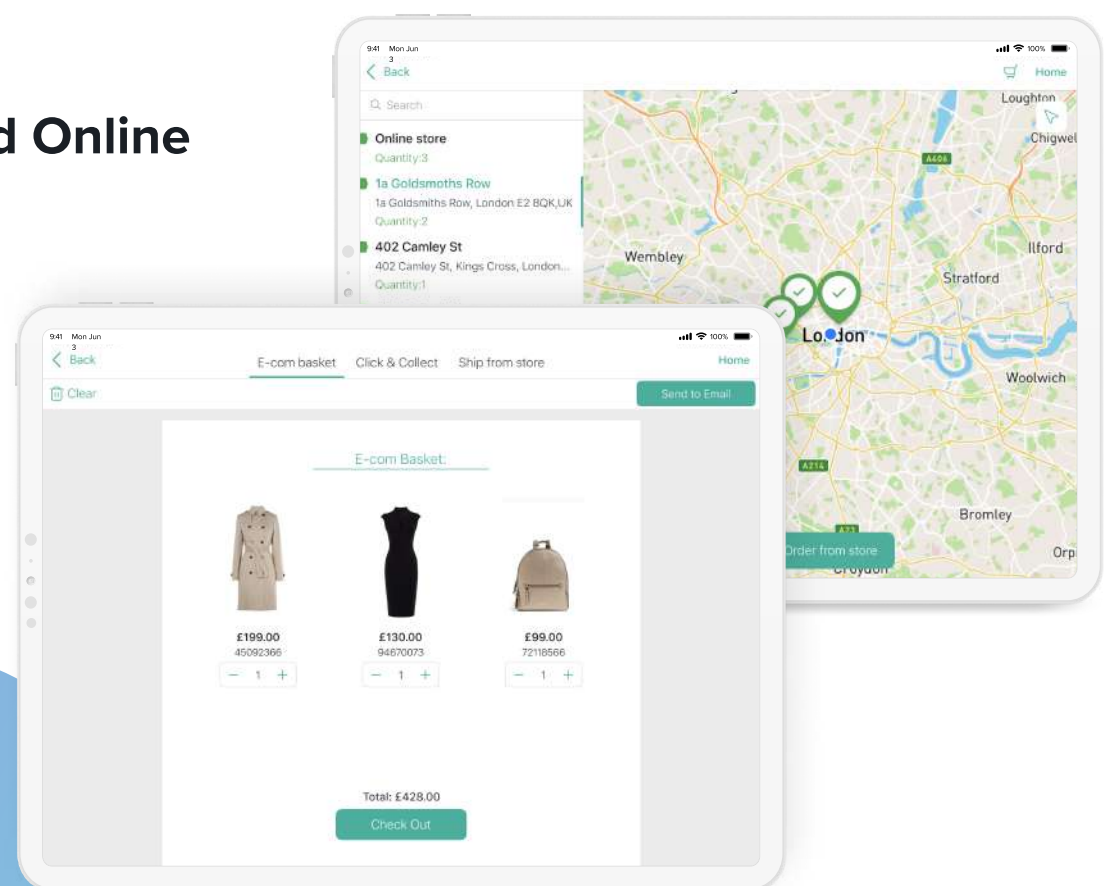 d Online
9:41 Mon Jun
3
Back
Home
Search
Online store
Quantity:3
1a Goldsmoths Row
1a Goldsmiths Row, London E2 8QK,UK
Quantity:2
402 Camley St
402 Camley St, Kings Cross, London...
Quantity:1
100%
Loughton
Chigwel
A406
Wembley
Ilford
Stratford
London
Woolwich
A214
Bromley
A23
Order from store
Croydon
Orp
9:41 Mon Jun
3
100%
Back
E-com basket Click & Collect Ship from store
Home
Clear
Send to Email
E-com Basket:
£199.00 £130.00 £99.00
45092366 94670073 72118566
− 1 + − 1 + − 1 +
Total: £428.00
Check Out